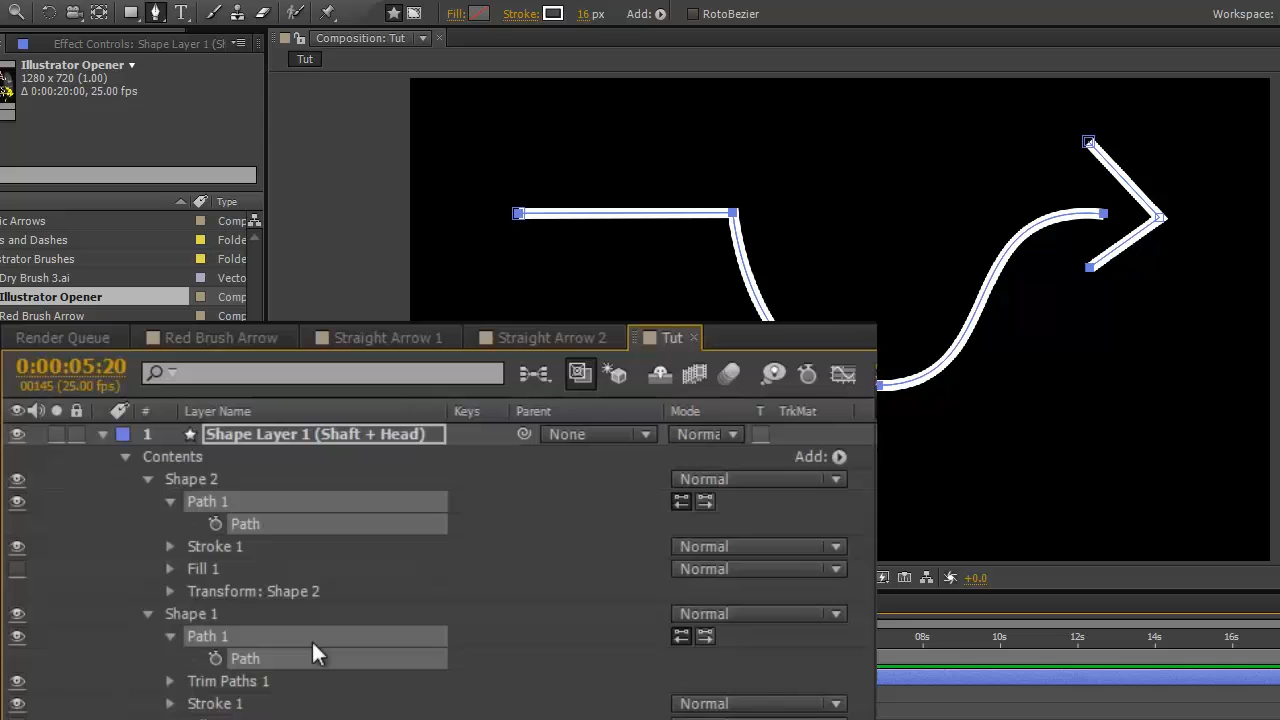 Fill: Stroke: 16 px Add: RotoBezier Workspace:
Effect Controls: Shape Layer 1 (Sh
Composition: Tut
Tut
Illustrator Opener
1280 x 720 (1.00)
Δ 0:00:20:00, 25.00 fps
Type
ic Arrows Comp
s and Dashes Folde
strator Brushes Folde
Dry Brush 3.ai Vecto
Illustrator Opener Comp
Red Brush Arrow Comp
Render Queue Red Brush Arrow Straight Arrow 1 Straight Arrow 2 Tut
0:00:05:20
00145 (25.00 fps)
# Layer Name Keys Parent Mode T TrkMat
1 Shape Layer 1 (Shaft + Head) None Norma
Contents Add:
Shape 2 Normal
Path 1
Path
Stroke 1 Normal
Fill 1 Normal
Transform: Shape 2
Shape 1 Normal
Path 1
Path
Trim Paths 1
Stroke 1 Normal
+0.0
08s 10s 12s 14s 16s